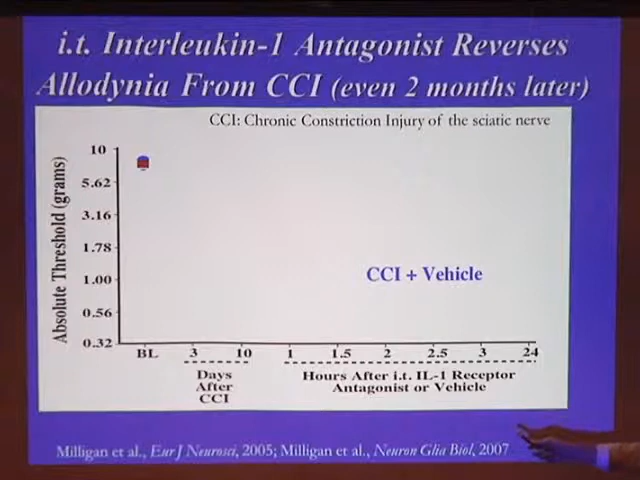 i.t. Interleukin-1 Antagonist Reverses
Allodynia From CCI (even 2 months later)
CCI: Chronic Constriction Injury of the sciatic nerve
Absolute Threshold (grams)
10
5.62
3.16
1.78
1.00
0.56
0.32
CCI + Vehicle
BL 3 10 1 1.5 2 2.5 3 24
Days
After
CCI
Hours After i.t. IL-1 Receptor
Antagonist or Vehicle
Milligan et al., Eur J Neurosci, 2005; Milligan et al., Neuron Glia Biol, 2007